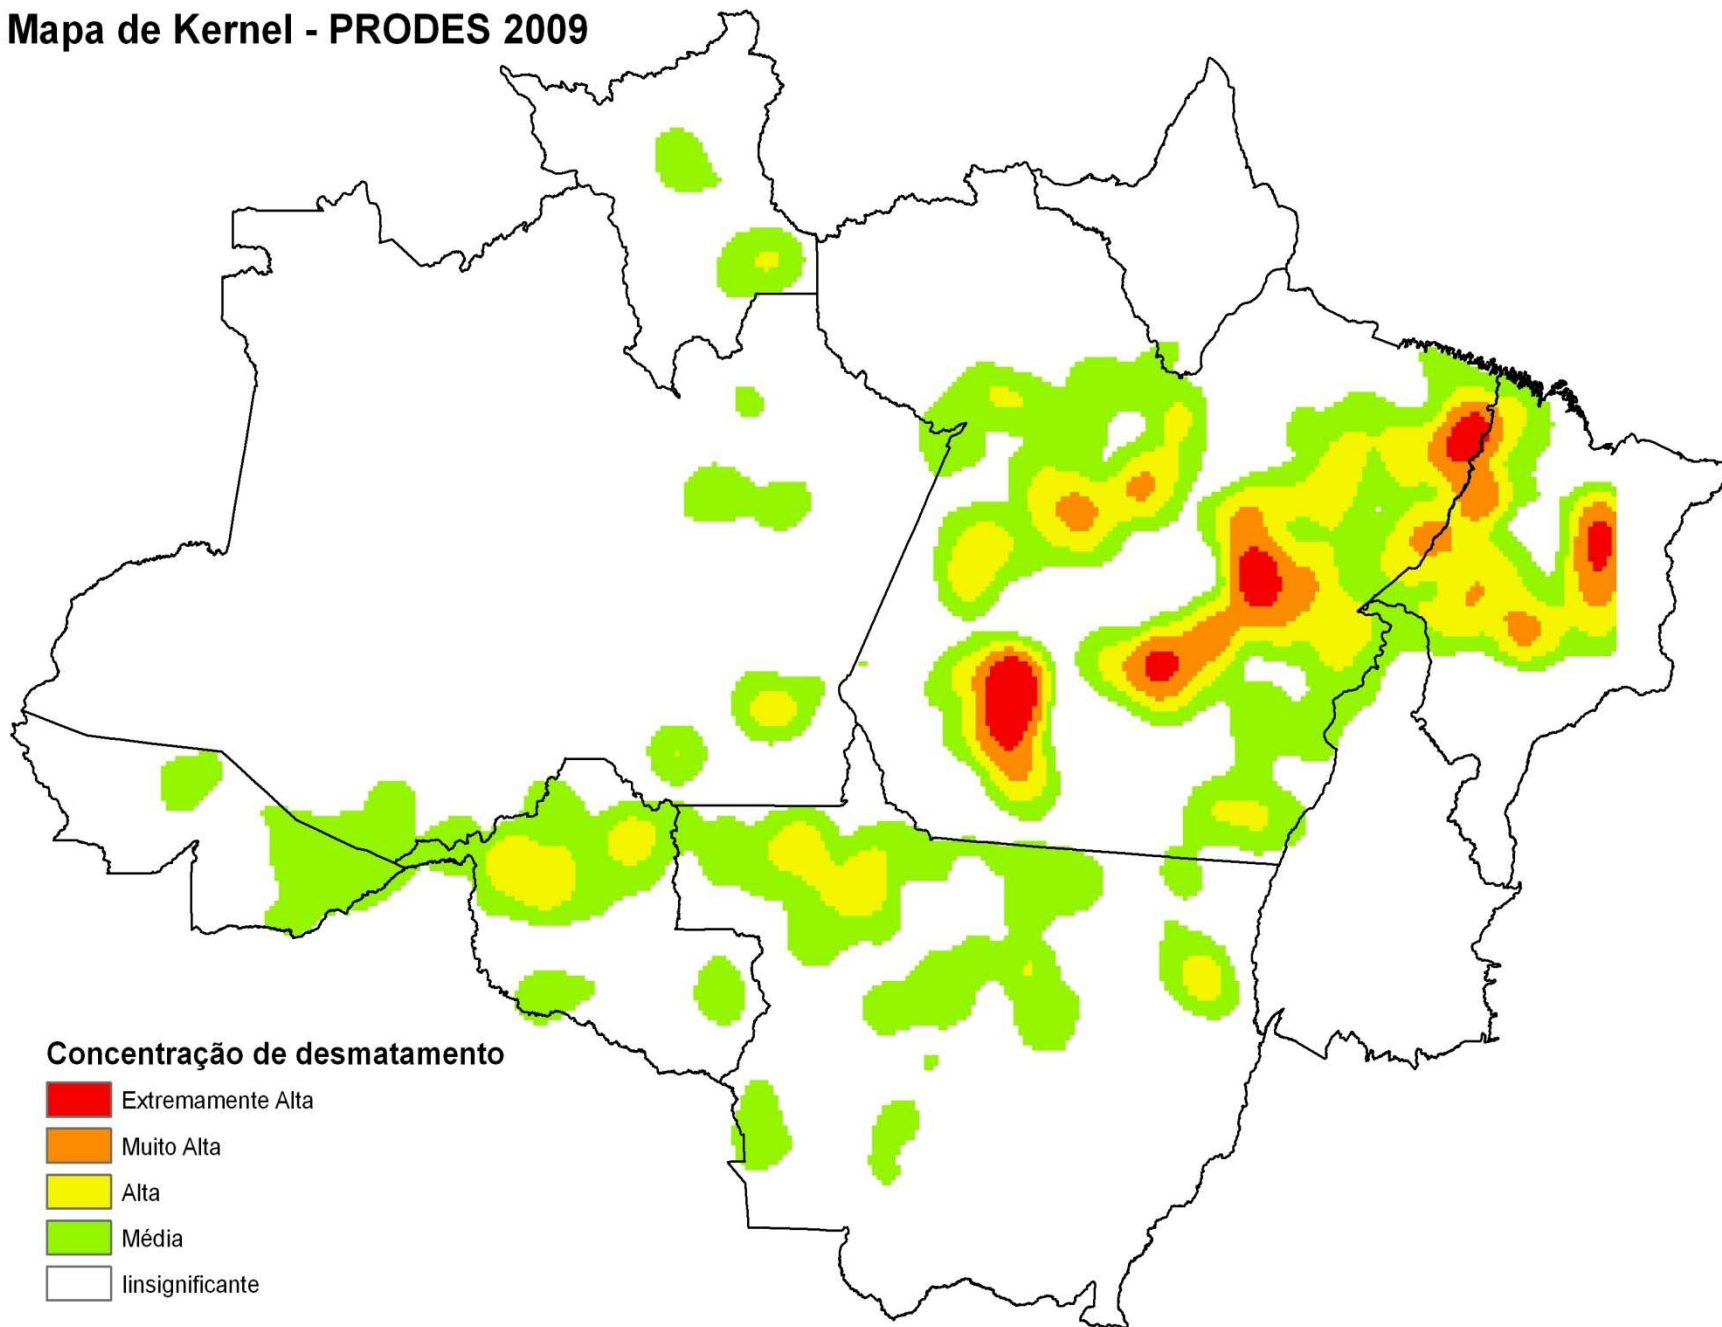 Mapa de Kernel - PRODES 2009
Concentração de desmatamento
Extremamente Alta
Muito Alta
Alta
Média
Iinsignificante